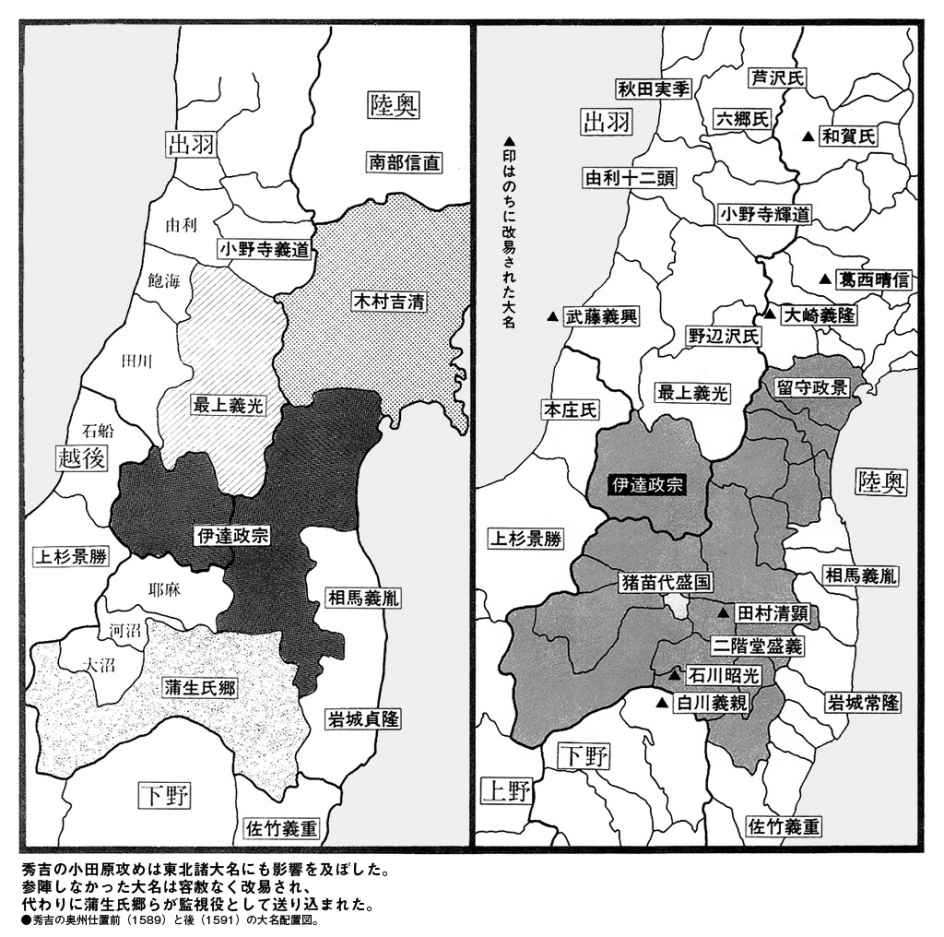 陸奥
南部信直
出羽
由利
小野寺義道
飽海
木村吉清
田川
最上義光
石船
越後
伊達政宗
上杉景勝
耶麻
相馬義胤
河沼
大沼
蒲生氏郷
岩城貞隆
下野
佐竹義重
芦沢氏
秋田実季
出羽
六郷氏
▲和賀氏
▲印はのちに改易された大名
由利十二頭
小野寺輝道
▲葛西晴信
▲武藤義興
▲大崎義隆
野辺沢氏
最上義光
留守政景
本庄氏
伊達政宗
陸奥
上杉景勝
猪苗代盛国
相馬義胤
▲田村清顕
二階堂盛義
▲石川昭光
▲白川義親
岩城常隆
下野
上野
佐竹義重
秀吉の小田原攻めは東北諸大名にも影響を及ぼした。
参陣しなかった大名は容赦なく改易され、
代わりに蒲生氏郷らが監視役として送り込まれた。
●秀吉の奥州仕置前（1589）と後（1591）の大名配置図。